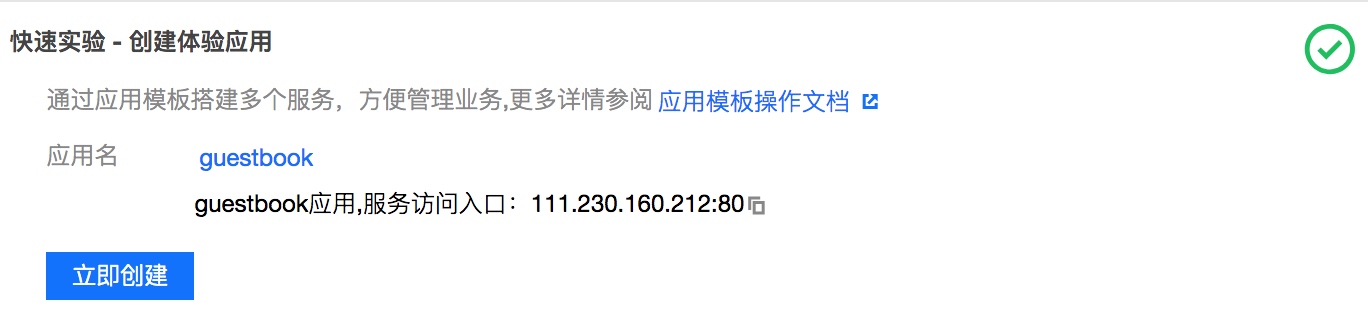 快速实验 - 创建体验应用
通过应用模板搭建多个服务，方便管理业务,更多详情参阅 应用模板操作文档
应用名 guestbook
guestbook应用,服务访问入口：111.230.160.212:80
立即创建